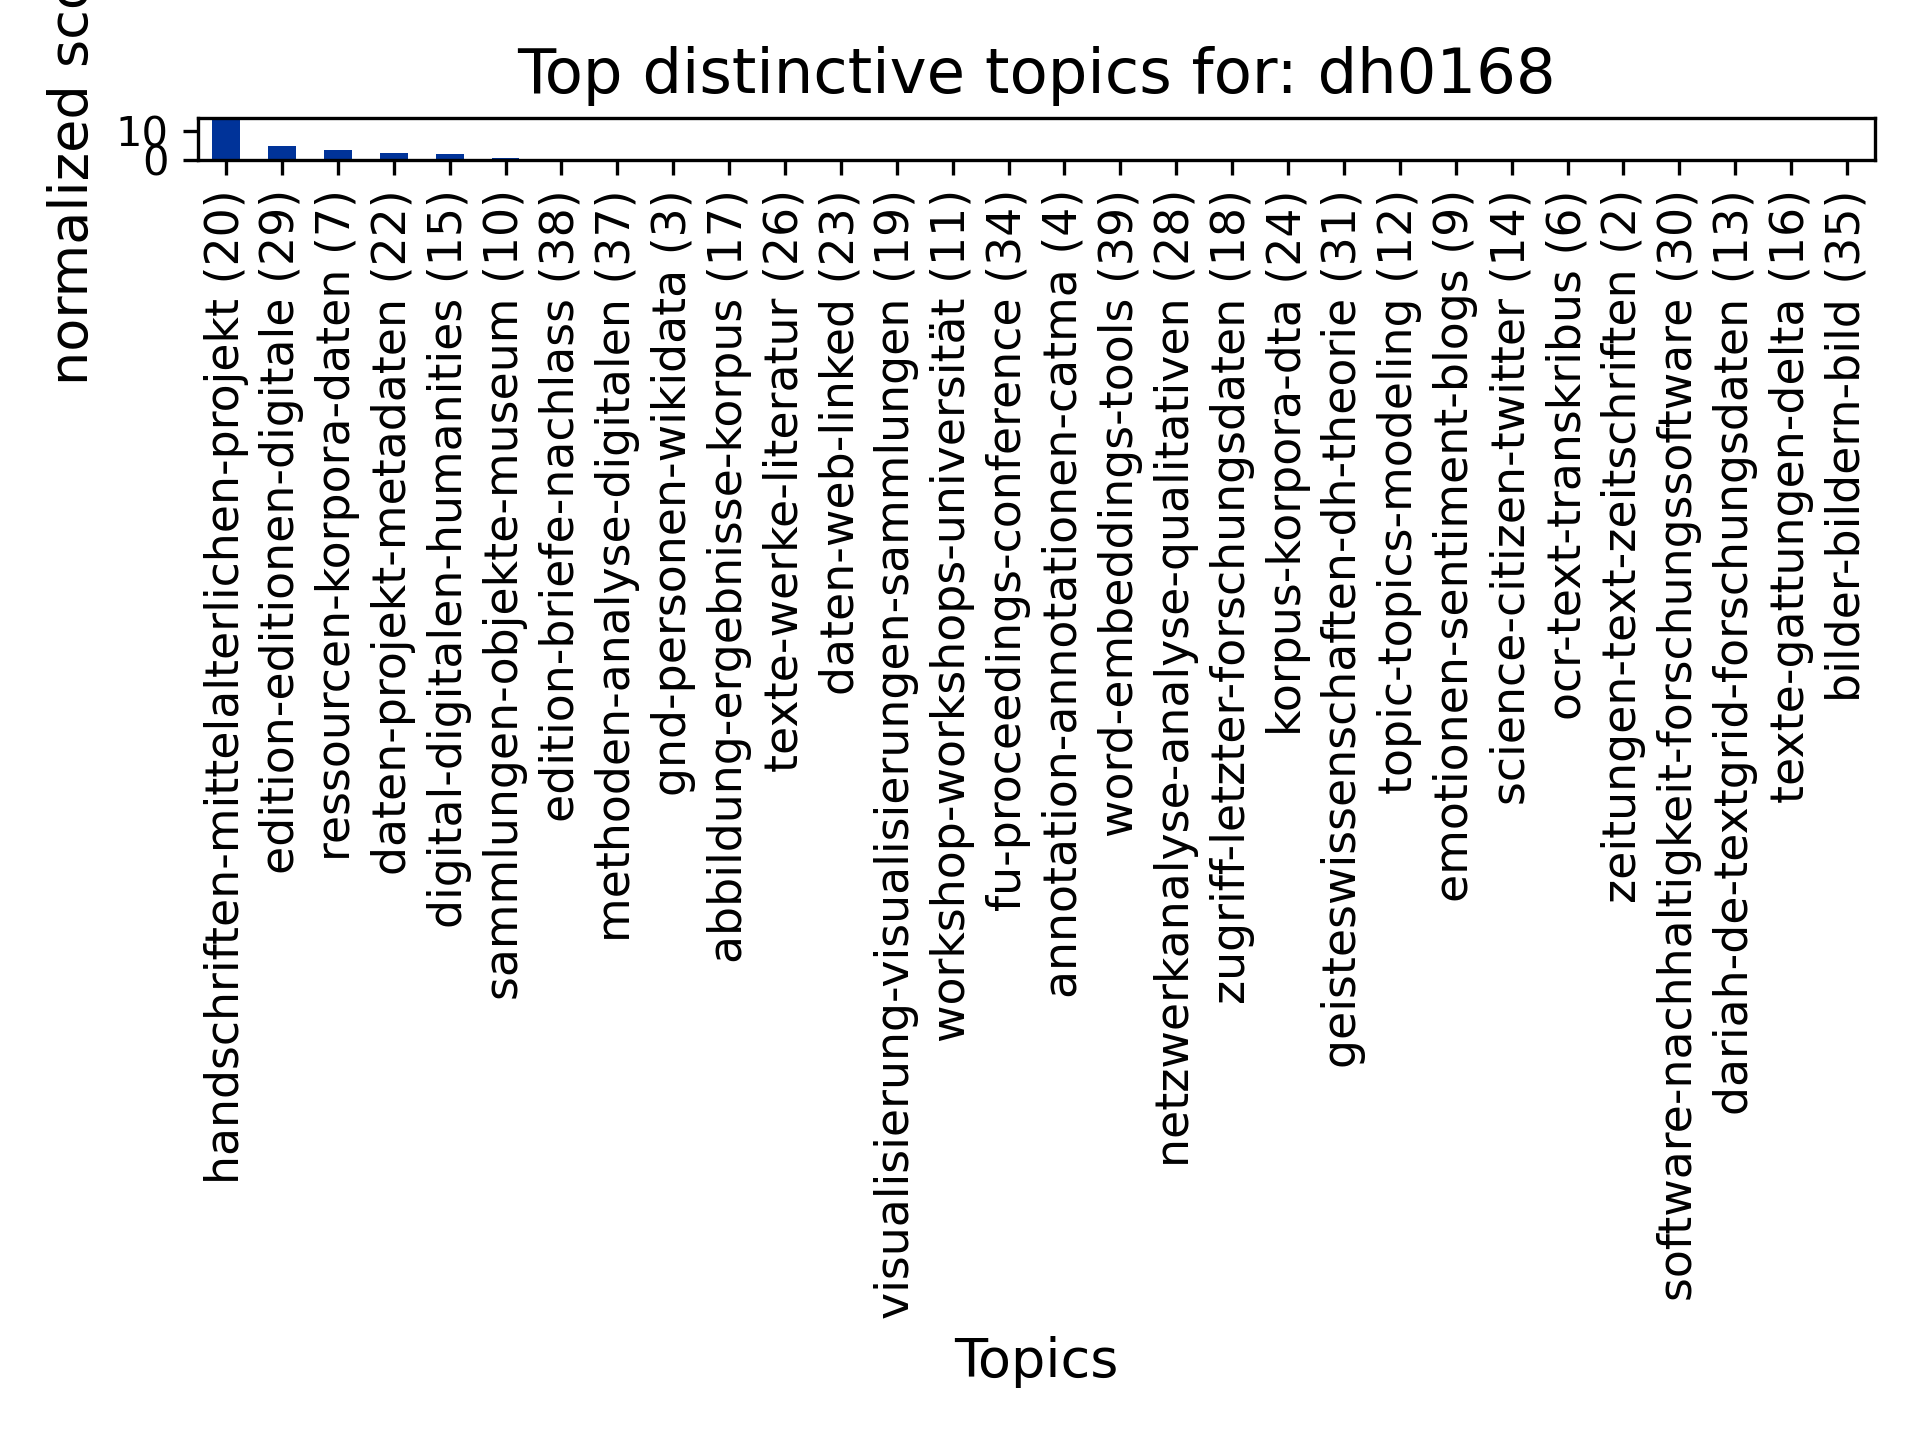 Top distinctive topics for: dh0168
normalized sco
10
0
handschriften-mittelalterlichen-projekt (20)
edition-editionen-digitale (29)
ressourcen-korpora-daten (7)
daten-projekt-metadaten (22)
digital-digitalen-humanities (15)
sammlungen-objekte-museum (10)
edition-briefe-nachlass (38)
methoden-analyse-digitalen (37)
gnd-personen-wikidata (3)
abbildung-ergebnisse-korpus (17)
texte-werke-literatur (26)
daten-web-linked (23)
visualisierung-visualisierungen-sammlungen (19)
workshop-workshops-universität (11)
fu-proceedings-conference (34)
annotation-annotationen-catma (4)
word-embeddings-tools (39)
netzwerkanalyse-analyse-qualitativen (28)
zugriff-letzter-forschungsdaten (18)
korpus-korpora-dta (24)
geisteswissenschaften-dh-theorie (31)
topic-topics-modeling (12)
emotionen-sentiment-blogs (9)
science-citizen-twitter (14)
ocr-text-transkribus (6)
zeitungen-text-zeitschriften (2)
software-nachhaltigkeit-forschungssoftware (30)
dariah-de-textgrid-forschungsdaten (13)
texte-gattungen-delta (16)
bilder-bildern-bild (35)
Topics